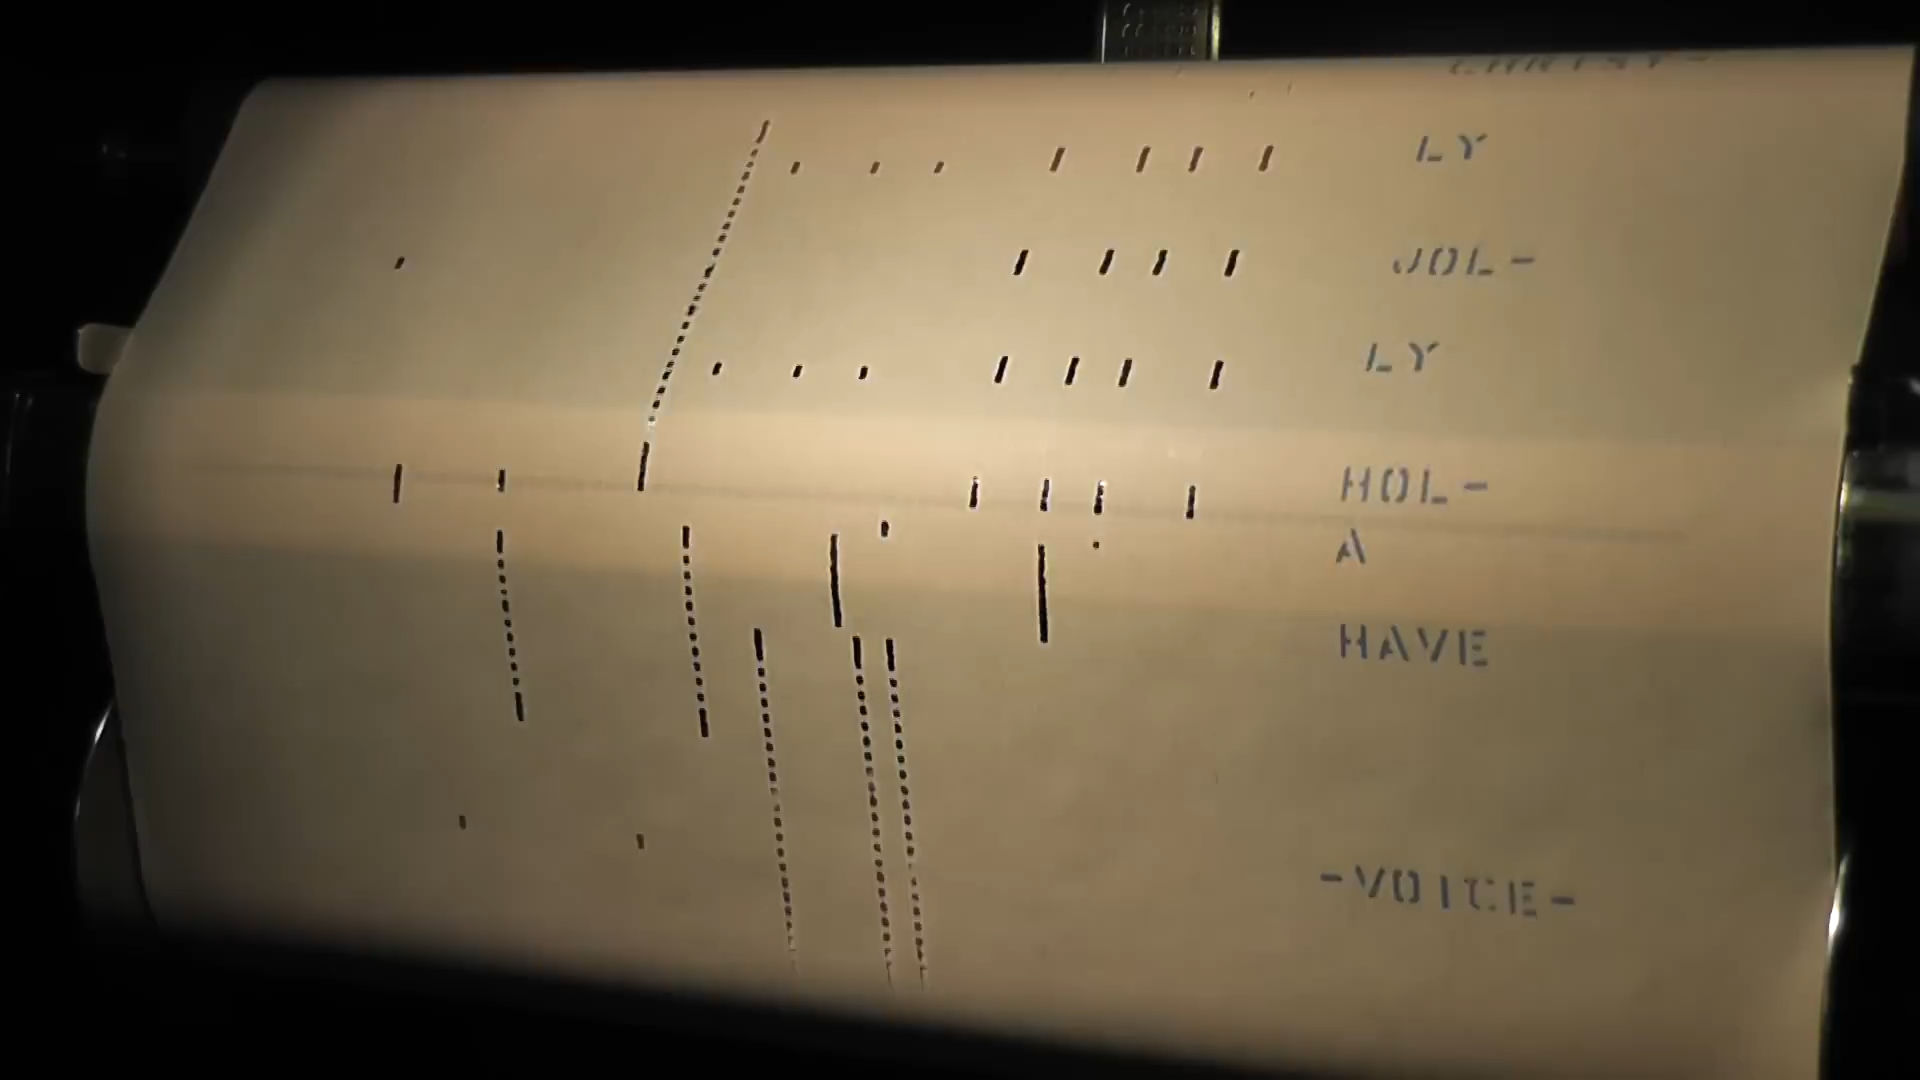 LY
JOL-
LY
HOL-
A
HAVE
-VOICE-